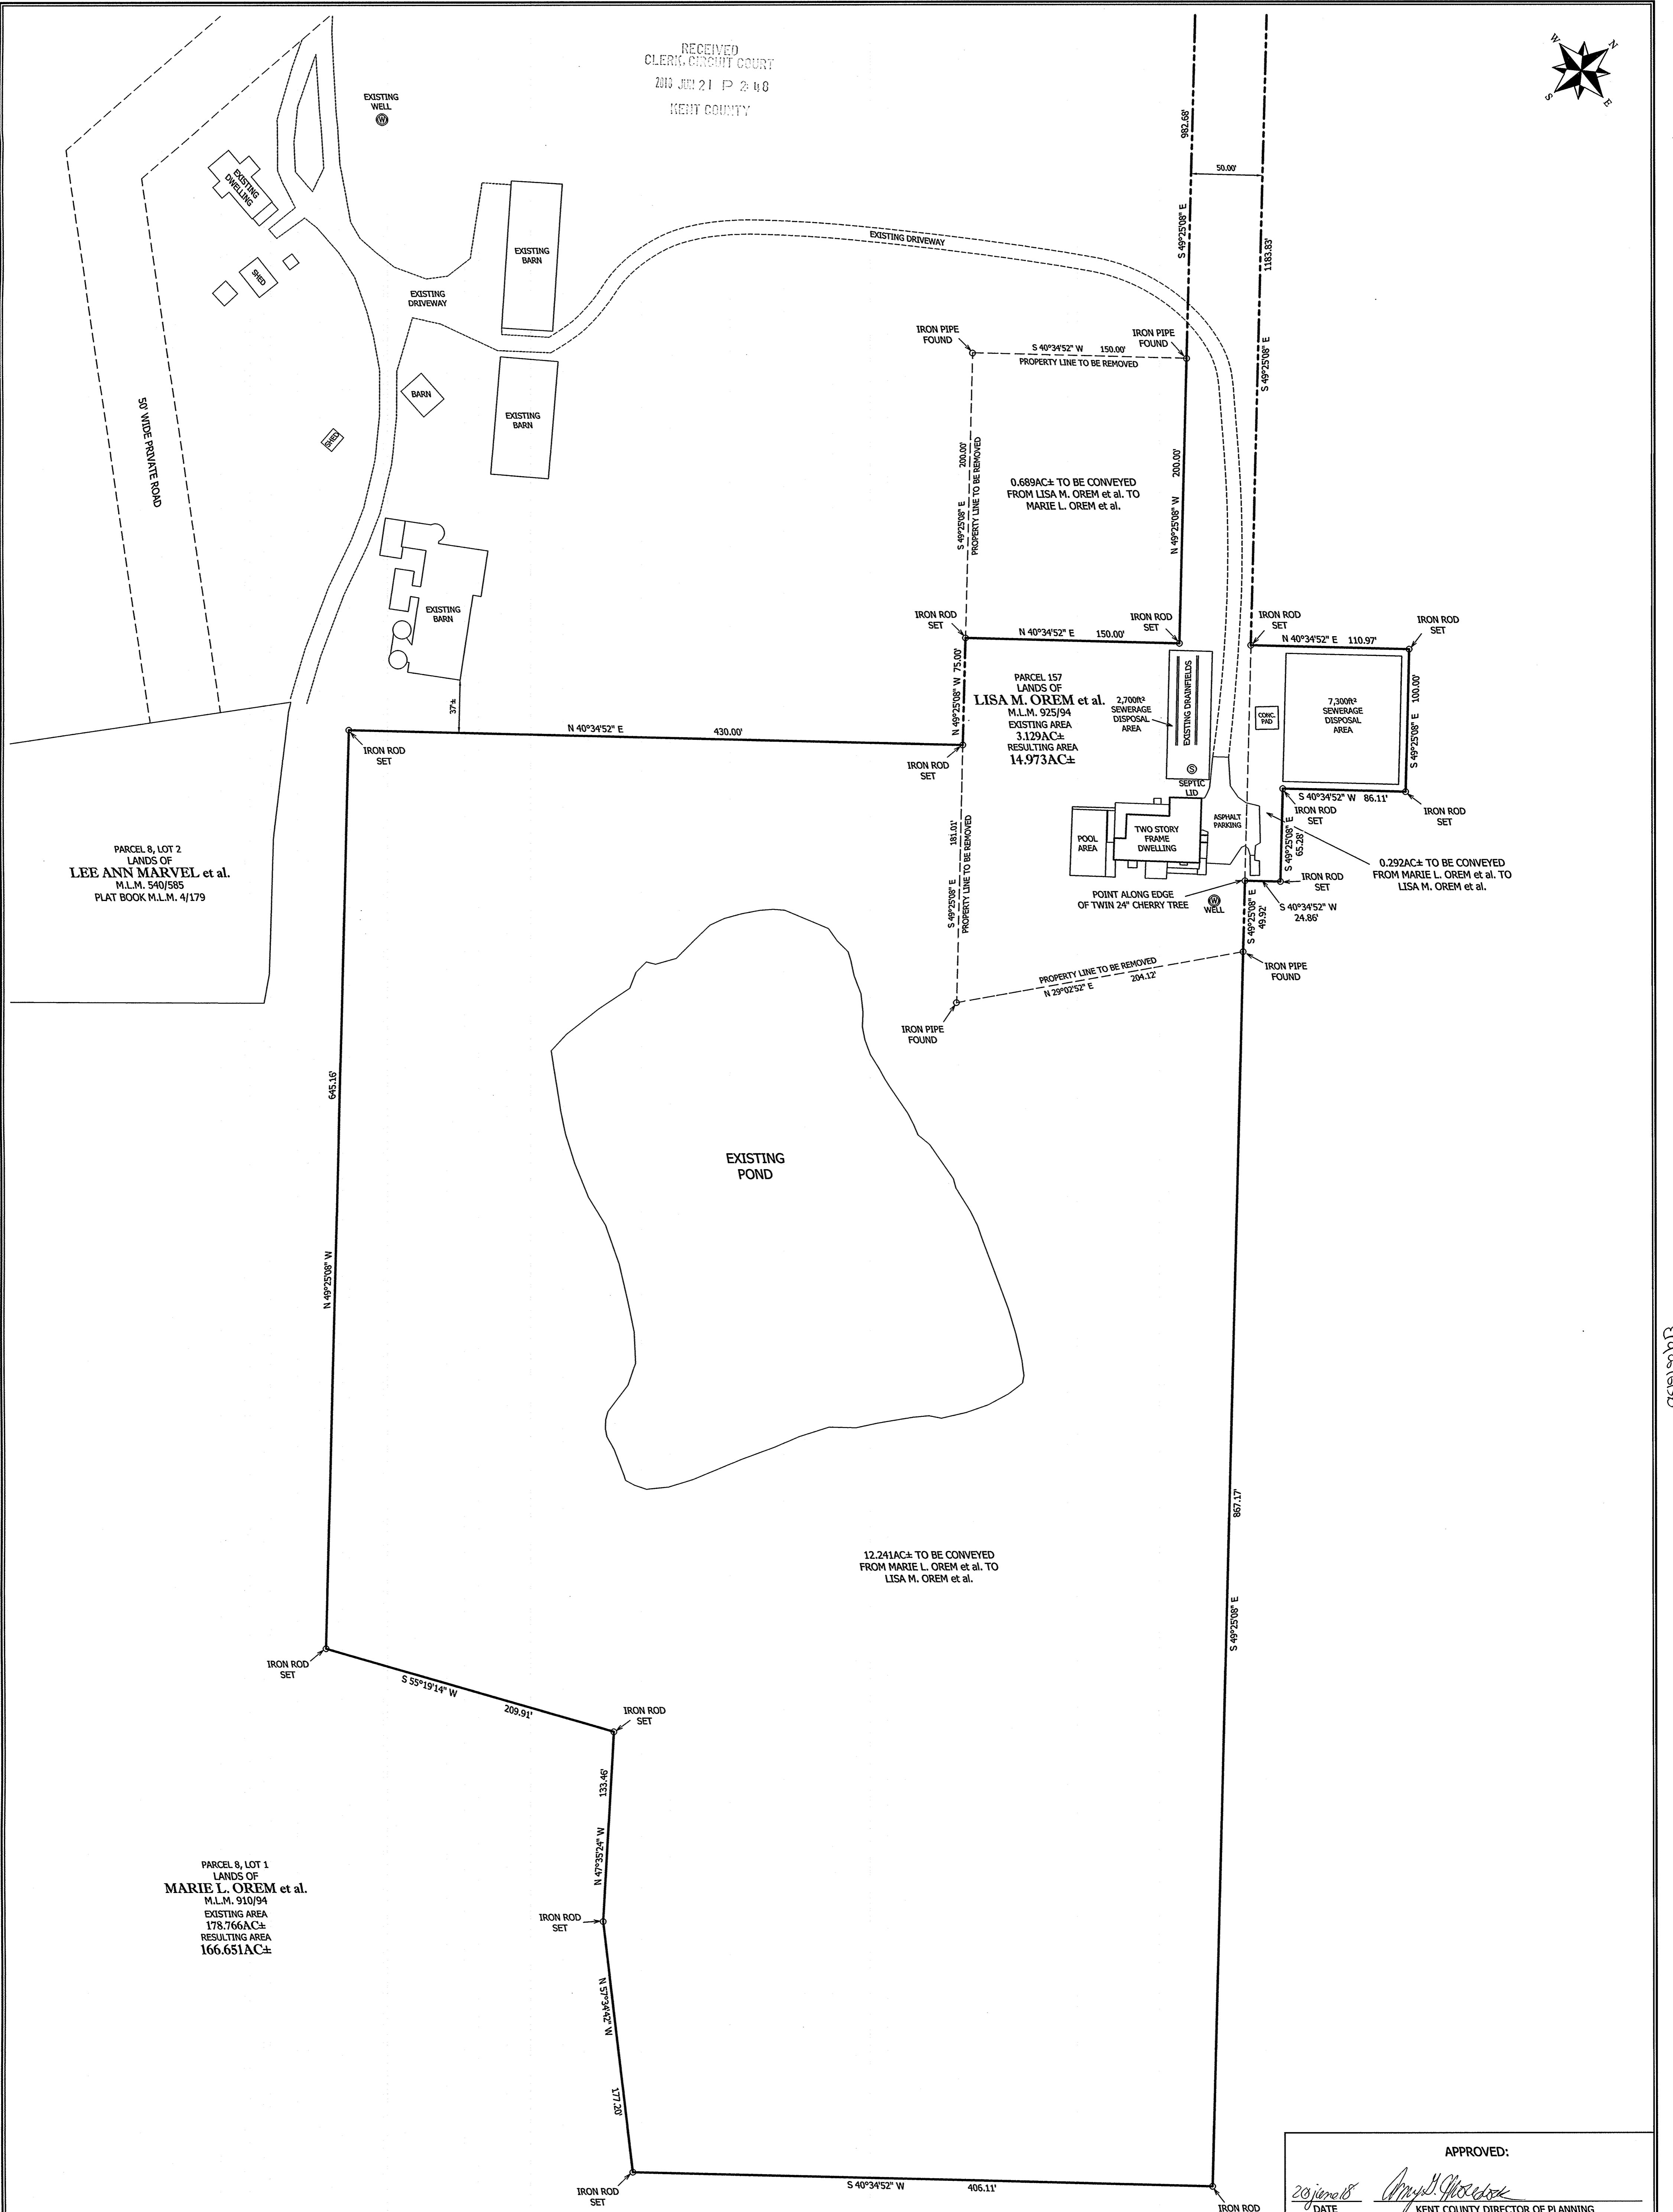 RECEIVED
CLERK, CIRCUIT COURT
2018 JUN 21 P 2:48
KENT COUNTY
W
N
S
E
EXISTING
WELL
W
EXISTING
DWELLING
SHED
EXISTING
BARN
EXISTING
DRIVEWAY
EXISTING DRIVEWAY
982.68'
S 49°25'08" E
50.00'
1183.83'
S 49°25'08" E
50' WIDE PRIVATE ROAD
BARN
SHED
EXISTING
BARN
EXISTING
BARN
37'±
IRON PIPE
FOUND
IRON PIPE
FOUND
S 40°34'52" W 150.00'
PROPERTY LINE TO BE REMOVED
S 49°25'08" E 200.00'
PROPERTY LINE TO BE REMOVED
0.689AC± TO BE CONVEYED
FROM LISA M. OREM et al. TO
MARIE L. OREM et al.
N 49°25'08" W 200.00'
IRON ROD
SET
IRON ROD
SET
N 40°34'52" E 150.00'
IRON ROD
SET
IRON ROD
SET
N 40°34'52" E 110.97'
N 49°25'08" W 75.00'
PARCEL 157
LANDS OF
LISA M. OREM et al.
M.L.M. 925/94
EXISTING AREA
3.129AC±
RESULTING AREA
14.973AC±
2,700ft²
SEWERAGE
DISPOSAL
AREA
EXISTING DRAINFIELDS
S
SEPTIC
LID
CONC.
PAD
7,300ft²
SEWERAGE
DISPOSAL
AREA
S 49°25'08" E 100.00'
S 40°34'52" W 86.11'
IRON ROD
SET
IRON ROD
SET
N 40°34'52" E 430.00'
IRON ROD
SET
IRON ROD
SET
POOL
AREA
TWO STORY
FRAME
DWELLING
ASPHALT
PARKING
S 49°25'08" E
65.28'
IRON ROD
SET
0.292AC± TO BE CONVEYED
FROM MARIE L. OREM et al. TO
LISA M. OREM et al.
POINT ALONG EDGE
OF TWIN 24" CHERRY TREE
W
WELL
S 40°34'52" W
24.86'
S 49°25'08" E
49.92'
IRON PIPE
FOUND
S 49°25'08" E 181.01'
PROPERTY LINE TO BE REMOVED
PROPERTY LINE TO BE REMOVED
N 29°02'52" E 204.12'
IRON PIPE
FOUND
PARCEL 8, LOT 2
LANDS OF
LEE ANN MARVEL et al.
M.L.M. 540/585
PLAT BOOK M.L.M. 4/179
N 49°25'08" W 645.16'
EXISTING
POND
12.241AC± TO BE CONVEYED
FROM MARIE L. OREM et al. TO
LISA M. OREM et al.
S 49°25'08" E 867.17'
IRON ROD
SET
S 55°19'14" W 209.91'
IRON ROD
SET
N 47°35'24" W 133.46'
IRON ROD
SET
PARCEL 8, LOT 1
LANDS OF
MARIE L. OREM et al.
M.L.M. 910/94
EXISTING AREA
178.766AC±
RESULTING AREA
166.651AC±
N 57°34'42" W 177.20'
IRON ROD
SET
S 40°34'52" W 406.11'
IRON ROD
APPROVED:
20 june 18
DATE
KENT COUNTY DIRECTOR OF PLANNING